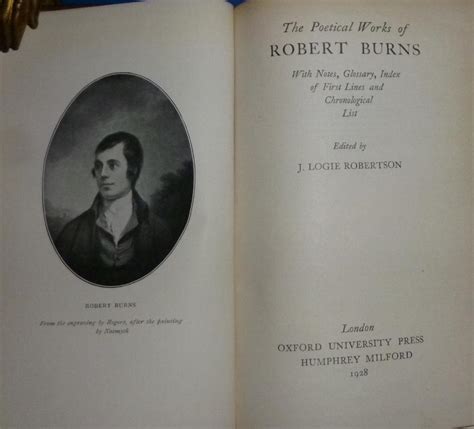 ROBERT BURNS
From the engraving by Rogers, after the painting
by Nasmyth
The Poetical Works of
ROBERT BURNS
With Notes, Glossary, Index
of First Lines and
Chronological
List
Edited by
J. LOGIE ROBERTSON
London
OXFORD UNIVERSITY PRESS
HUMPHREY MILFORD
1928